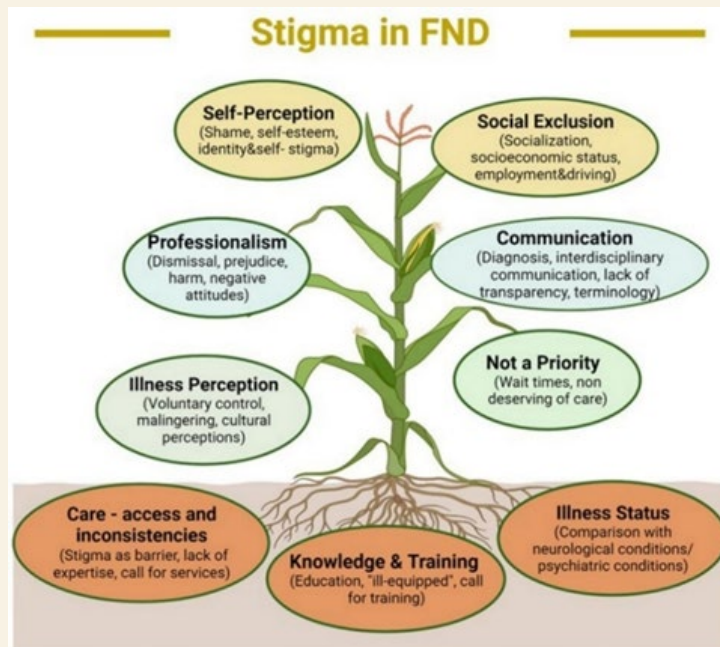 Stigma in FND
Self-Perception
(Shame, self-esteem,
identity&self- stigma)
Social Exclusion
(Socialization,
socioeconomic status,
employment&driving)
Professionalism
(Dismissal, prejudice,
harm, negative
attitudes)
Communication
(Diagnosis, interdisciplinary
communication, lack of
transparency, terminology)
Illness Perception
(Voluntary control,
malingering, cultural
perceptions)
Not a Priority
(Wait times, non
deserving of care)
Care - access and
inconsistencies
(Stigma as barrier, lack of
expertise, call for services)
Knowledge & Training
(Education, "ill-equipped", call
for training)
Illness Status
(Comparison with
neurological conditions/
psychiatric conditions)